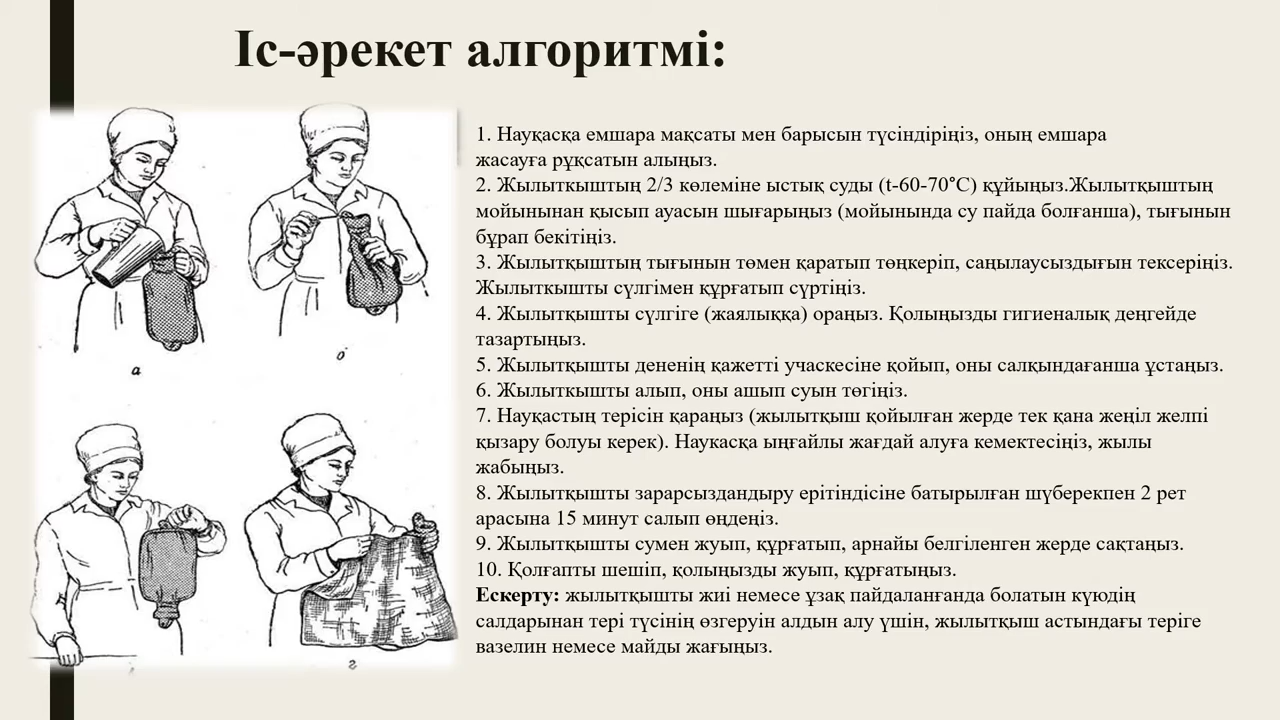 Іс-әрекет алгоритмі:
1. Науқасқа емшара мақсаты мен барысын түсіндіріңіз, оның емшара
жасауға рұқсатын алыңыз.
2. Жылыткыштың 2/3 көлеміне ыстық суды (t-60-70°C) құйыңыз.Жылытқыштың
мойынынан қысып ауасын шығарыңыз (мойынында су пайда болғанша), тығынын
бұрап бекітіңіз.
3. Жылытқыштың тығынын төмен қаратып төңкеріп, саңылаусыздығын тексеріңіз.
Жылыткышты сүлгімен құрғатып сүртіңіз.
4. Жылытқышты сүлгіге (жаялыққа) ораңыз. Қолыңызды гигиеналық деңгейде
тазартыңыз.
5. Жылытқышты дененің қажетті учаскесіне қойып, оны салқындағанша ұстаңыз.
6. Жылыткышты алып, оны ашып суын төгіңіз.
7. Науқастың терісін қараңыз (жылытқыш қойылған жерде тек қана жеңіл желпі
қызару болуы керек). Наукасқа ыңғайлы жағдай алуға кемектесіңіз, жылы
жабыңыз.
8. Жылытқышты зарарсыздандыру ерітіндісіне батырылған шүберекпен 2 рет
арасына 15 минут салып өңдеңіз.
9. Жылытқышты сумен жуып, құрғатып, арнайы белгіленген жерде сақтаңыз.
10. Қолғапты шешіп, қолыңызды жуып, құрғатыңыз.
Ескерту: жылытқышты жиі немесе ұзақ пайдаланғанда болатын күюдің
салдарынан тері түсінің өзгеруін алдын алу үшін, жылытқыш астындағы теріге
вазелин немесе майды жағыңыз.
а
б
г